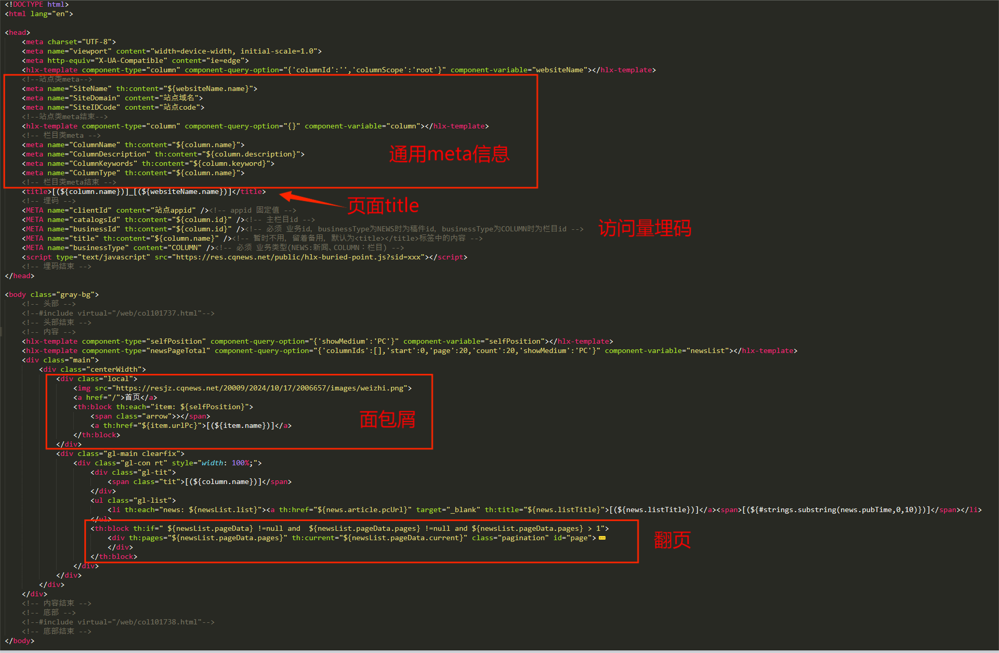 <!DOCTYPE html>
<html lang="en">
<head>
<meta charset="UTF-8">
<meta name="viewport" content="width=device-width, initial-scale=1.0">
<meta http-equiv="X-UA-Compatible" content="ie=edge">
<hlx-template component-type="column" component-query-option="{'columnId':'','columnScope':'root'}" component-variable="websiteName"></hlx-template>
<!--站点类meta-->
<meta name="SiteName" th:content="${websiteName.name}">
<meta name="SiteDomain" content="站点域名">
<meta name="SiteIDCode" content="站点code">
<!--站点类meta结束-->
<hlx-template component-type="column" component-query-option="{}" component-variable="column"></hlx-template>
<!-- 栏目类meta -->
<meta name="ColumnName" th:content="${column.name}">
<meta name="ColumnDescription" th:content="${column.description}">
通用meta信息
<meta name="ColumnKeywords" th:content="${column.keyword}">
<meta name="ColumnType" th:content="${column.name}">
<!-- 栏目类meta结束 -->
<title>[(${column.name})]_[(${websiteName.name})]</title>
<!-- 埋码 -->
页面title
<META name="clientId" content="站点appid" /><!-- appid 固定值 -->
<META name="catalogsId" th:content="${column.id}" /><!-- 主栏目id -->
<META name="businessId" th:content="${column.id}" /><!-- 必须 业务id, businessType为NEWS时为稿件id, businessType为COLUMN时为栏目id -->
访问量埋码
<META name="title" th:content="${column.name}" /><!-- 暂时不用, 留着备用, 默认为<title></title>标签中的内容 -->
<META name="businessType" content="COLUMN" /><!-- 必须 业务类型(NEWS:新闻、COLUMN：栏目) -->
<script type="text/javascript" src="https://res.cqnews.net/public/hlx-buried-point.js?sid=xxx"></script>
<!-- 埋码结束 -->
</head>
<body class="gray-bg">
<!-- 头部 -->
<!--#include virtual="/web/col101737.html"-->
<!-- 头部结束 -->
<!-- 内容 -->
<hlx-template component-type="selfPosition" component-query-option="{'showMedium':'PC'}" component-variable="selfPosition"></hlx-template>
<hlx-template component-type="newsPageTotal" component-query-option="{'columnIds':[],'start':0,'page':20,'count':20,'showMedium':'PC'}" component-variable="newsList"></hlx-template>
<div class="main">
<div class="centerWidth">
<div class="local">
<img src="https://resjz.cqnews.net/20009/2024/10/17/2006657/images/weizhi.png">
<a href="/">首页</a>
<th:block th:each="item: ${selfPosition}">
<span class="arrow">></span>
面包屑
<a th:href="${item.urlPc}">[(${item.name})]</a>
</th:block>
</div>
<div class="gl-main clearfix">
<div class="gl-con rt" style="width: 100%;">
<div class="gl-tit">
<span class="tit">[(${column.name})]</span>
</div>
<ul class="gl-list">
<li th:each="news: ${newsList.list}"><a th:href="${news.article.pcUrl}" target="_blank" th:title="${news.listTitle}">[(${news.listTitle})]</a><span>[(${#strings.substring(news.pubTime,0,10)})]</span></li>
</ul>
<th:block th:if=" ${newsList.pageData} !=null and  ${newsList.pageData.pages} !=null and ${newsList.pageData.pages} > 1">
<div th:pages="${newsList.pageData.pages}" th:current="${newsList.pageData.current}" class="pagination" id="page">
翻页
</div>
</th:block>
</div>
</div>
</div>
</div>
<!-- 内容结束 -->
<!-- 底部 -->
<!--#include virtual="/web/col101738.html"-->
<!-- 底部结束 -->
</body>